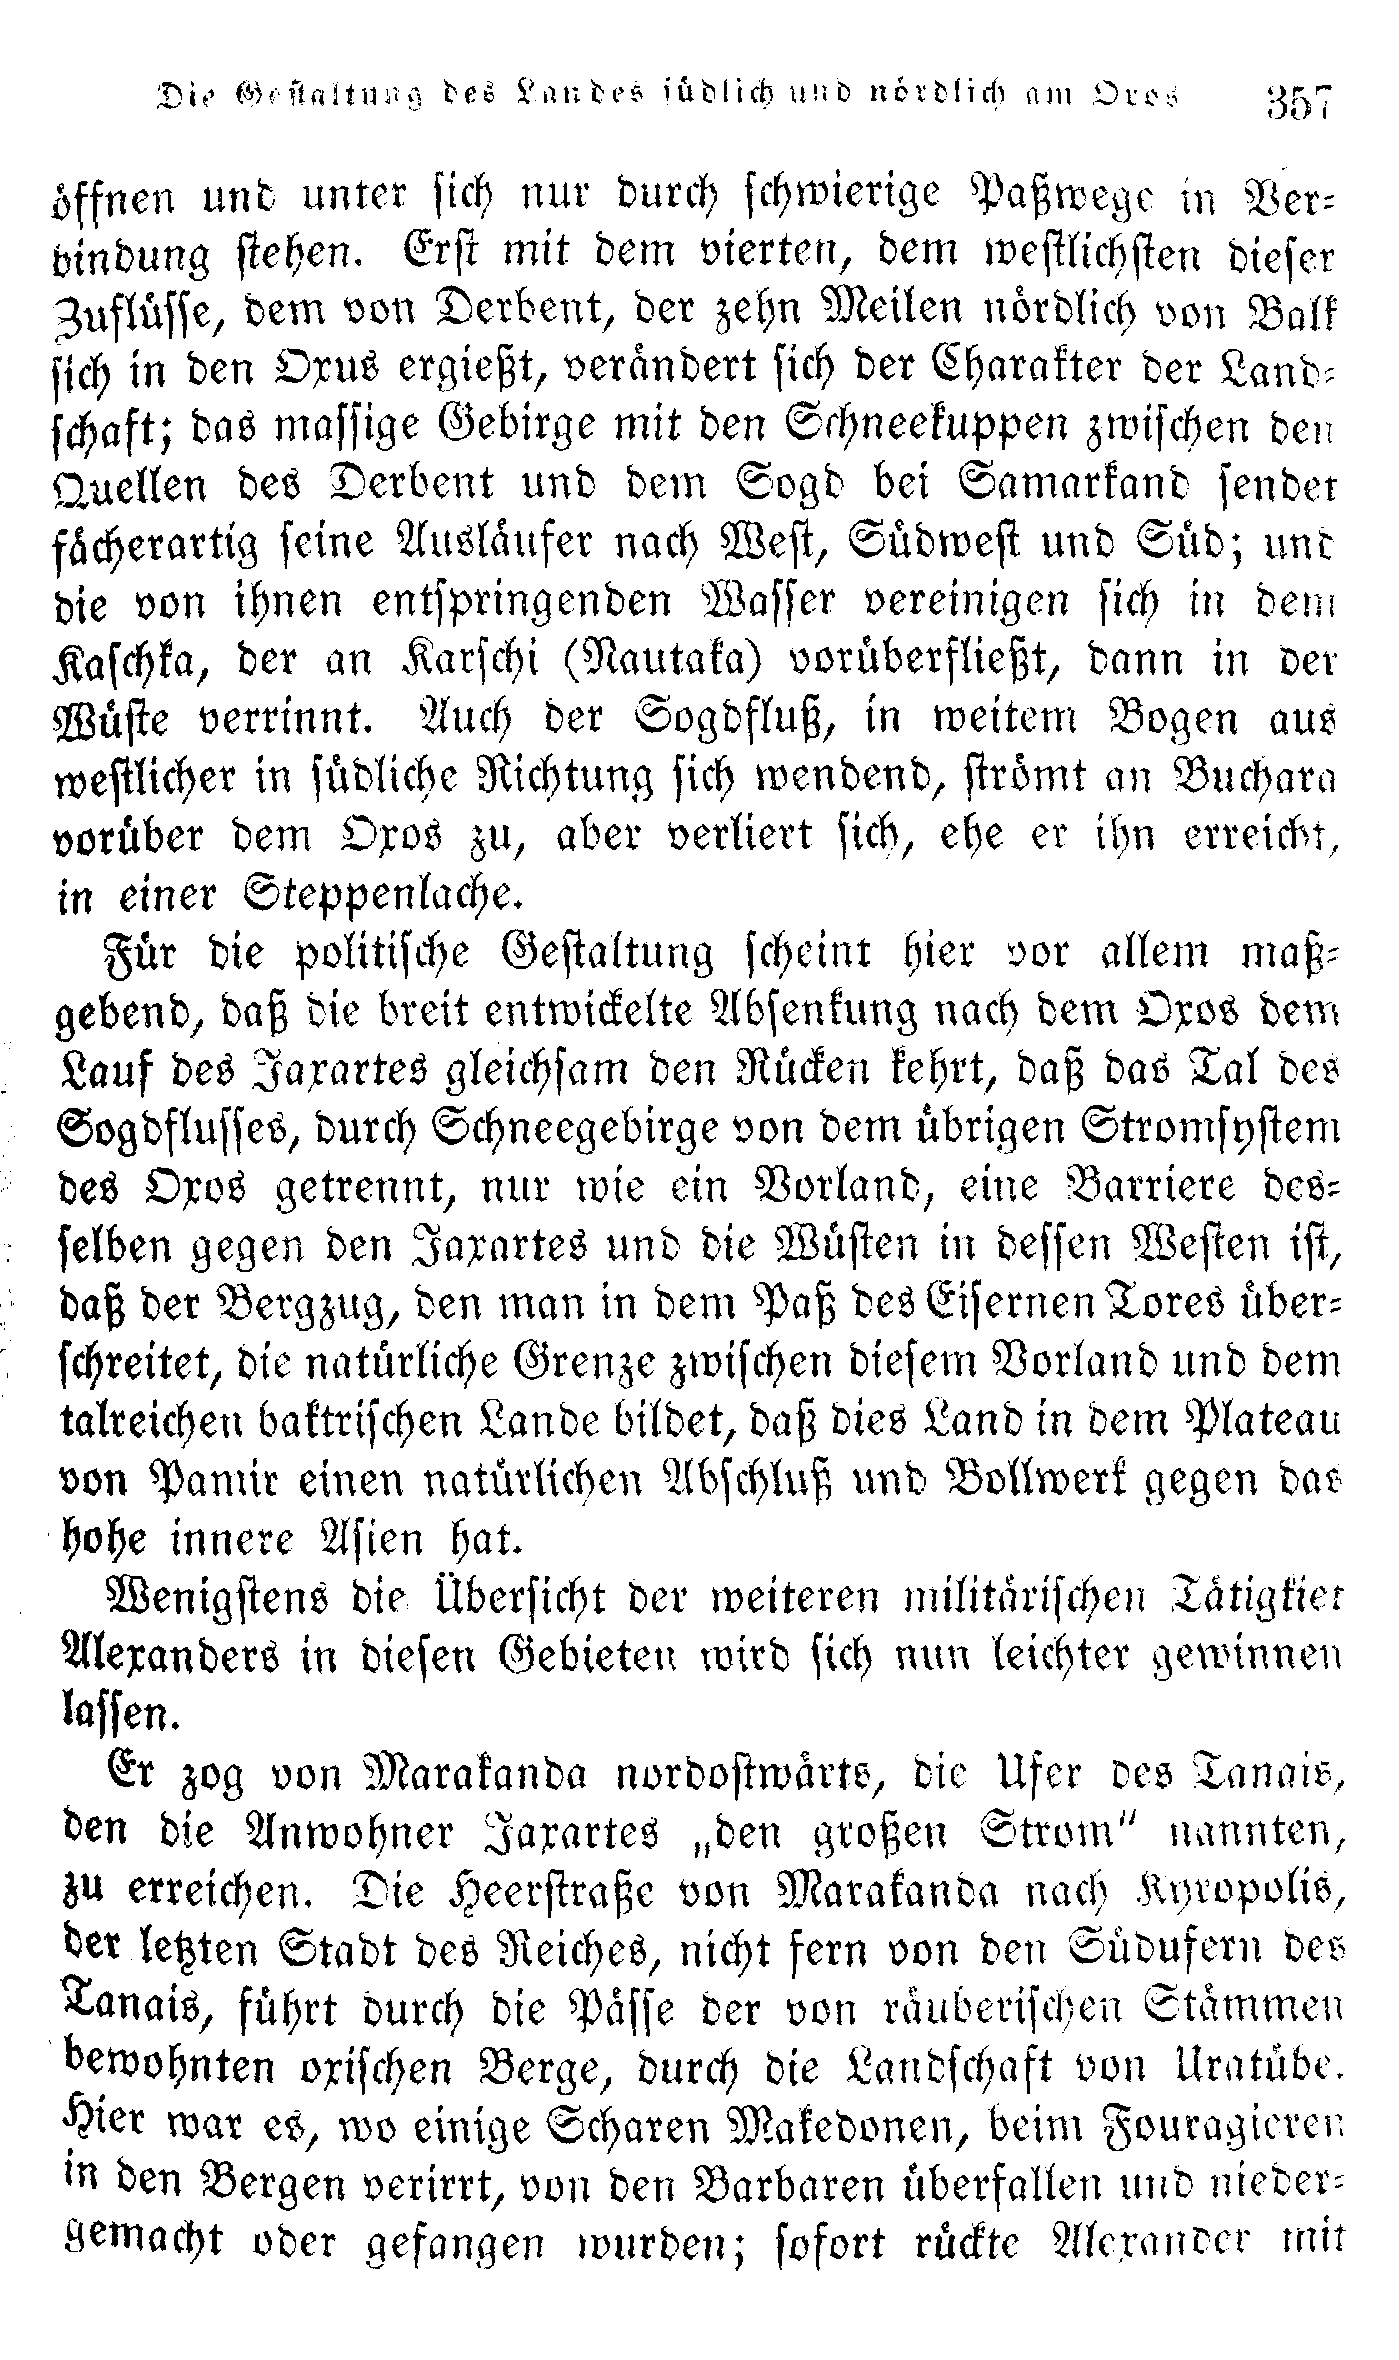 Die Gestaltung des Landes südlich und nördlich am Oxos 357
öffnen und unter sich nur durch schwierige Paßwege in Ver-
bindung stehen. Erst mit dem vierten, dem westlichsten dieser
Zuflüsse, dem von Derbent, der zehn Meilen nördlich von Balk
sich in den Oxus ergießt, verändert sich der Charakter der Land-
schaft; das massige Gebirge mit den Schneekuppen zwischen den
Quellen des Derbent und dem Sogd bei Samarkand sendet
fächerartig seine Ausläufer nach West, Südwest und Süd; und
die von ihnen entspringenden Wasser vereinigen sich in dem
Kaschka, der an Karschi (Nautaka) vorüberfließt, dann in der
Wüste verrinnt. Auch der Sogdfluß, in weitem Bogen aus
westlicher in südliche Richtung sich wendend, strömt an Buchara
vorüber dem Oxos zu, aber verliert sich, ehe er ihn erreicht,
in einer Steppenlache.
Für die politische Gestaltung scheint hier vor allem maß-
gebend, daß die breit entwickelte Absenkung nach dem Oxos dem
Lauf des Jaxartes gleichsam den Rücken kehrt, daß das Tal des
Sogdflusses, durch Schneegebirge von dem übrigen Stromsystem
des Oxos getrennt, nur wie ein Vorland, eine Barriere des-
selben gegen den Jaxartes und die Wüsten in dessen Westen ist,
daß der Bergzug, den man in dem Paß des Eisernen Tores über-
schreitet, die natürliche Grenze zwischen diesem Vorland und dem
talreichen baktrischen Lande bildet, daß dies Land in dem Plateau
von Pamir einen natürlichen Abschluß und Bollwerk gegen das
hohe innere Asien hat.
Wenigstens die Übersicht der weiteren militärischen Tätigkiet
Alexanders in diesen Gebieten wird sich nun leichter gewinnen
lassen.
Er zog von Marakanda nordostwärts, die Ufer des Tanais,
den die Anwohner Jaxartes „den großen Strom“ nannten,
zu erreichen. Die Heerstraße von Marakanda nach Kyropolis,
der letzten Stadt des Reiches, nicht fern von den Südufern des
Tanais, führt durch die Pässe der von räuberischen Stämmen
bewohnten oxischen Berge, durch die Landschaft von Uratübe.
Hier war es, wo einige Scharen Makedonen, beim Fouragieren
in den Bergen verirrt, von den Barbaren überfallen und nieder-
gemacht oder gefangen wurden; sofort rückte Alexander mit